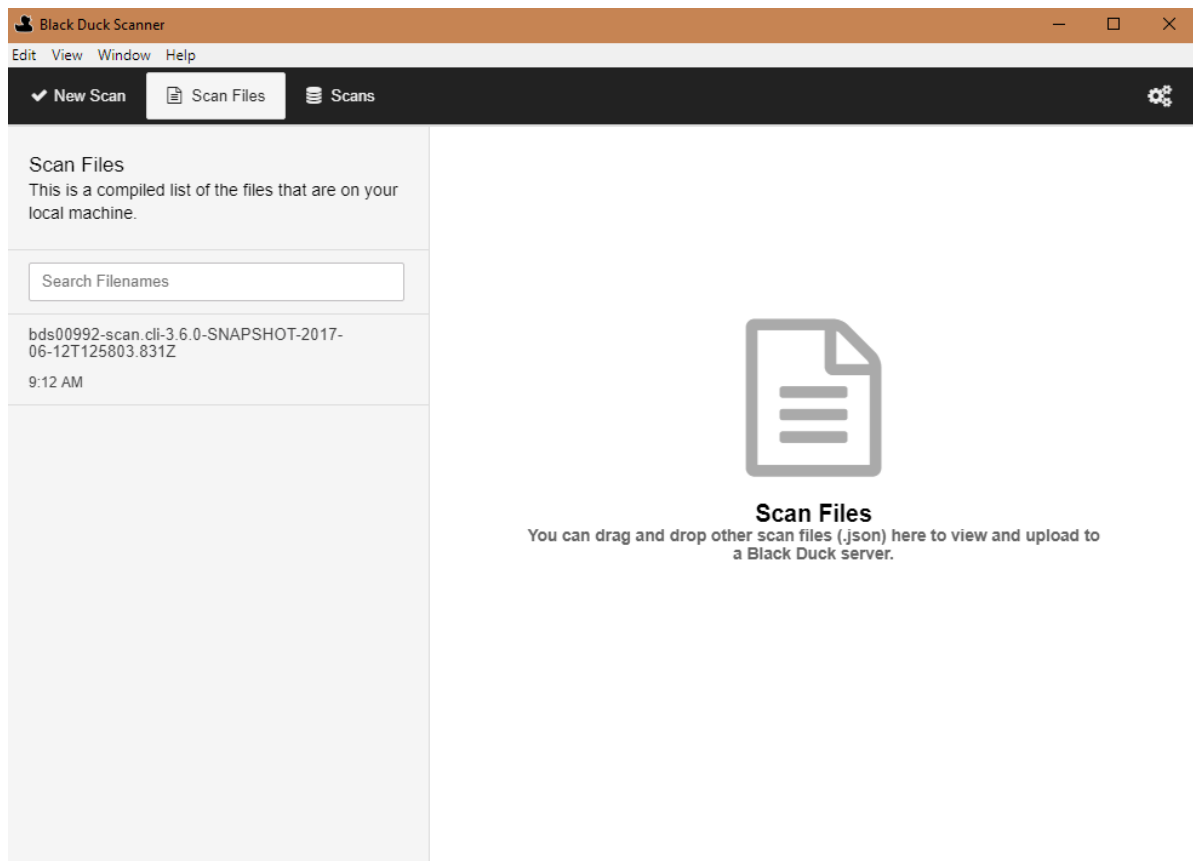 Black Duck Scanner
Edit View Window Help
New Scan Scan Files Scans
Scan Files
This is a compiled list of the files that are on your
local machine.
Search Filenames
bds00992-scan.cli-3.6.0-SNAPSHOT-2017-
06-12T125803.831Z
9:12 AM
Scan Files
You can drag and drop other scan files (.json) here to view and upload to
a Black Duck server.